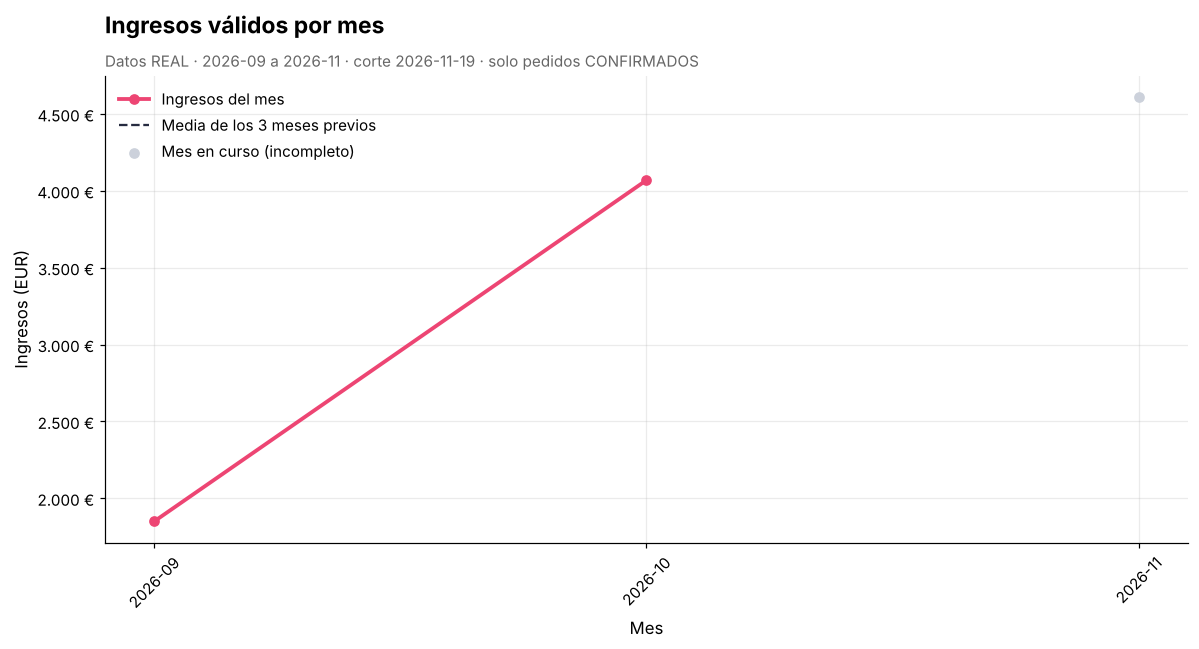 Ingresos válidos por mes
Datos REAL · 2026-09 a 2026-11 · corte 2026-11-19 · solo pedidos CONFIRMADOS
Ingresos del mes
Media de los 3 meses previos
Mes en curso (incompleto)
Ingresos (EUR)
4.500 €
4.000 €
3.500 €
3.000 €
2.500 €
2.000 €
2026-09
2026-10
2026-11
Mes